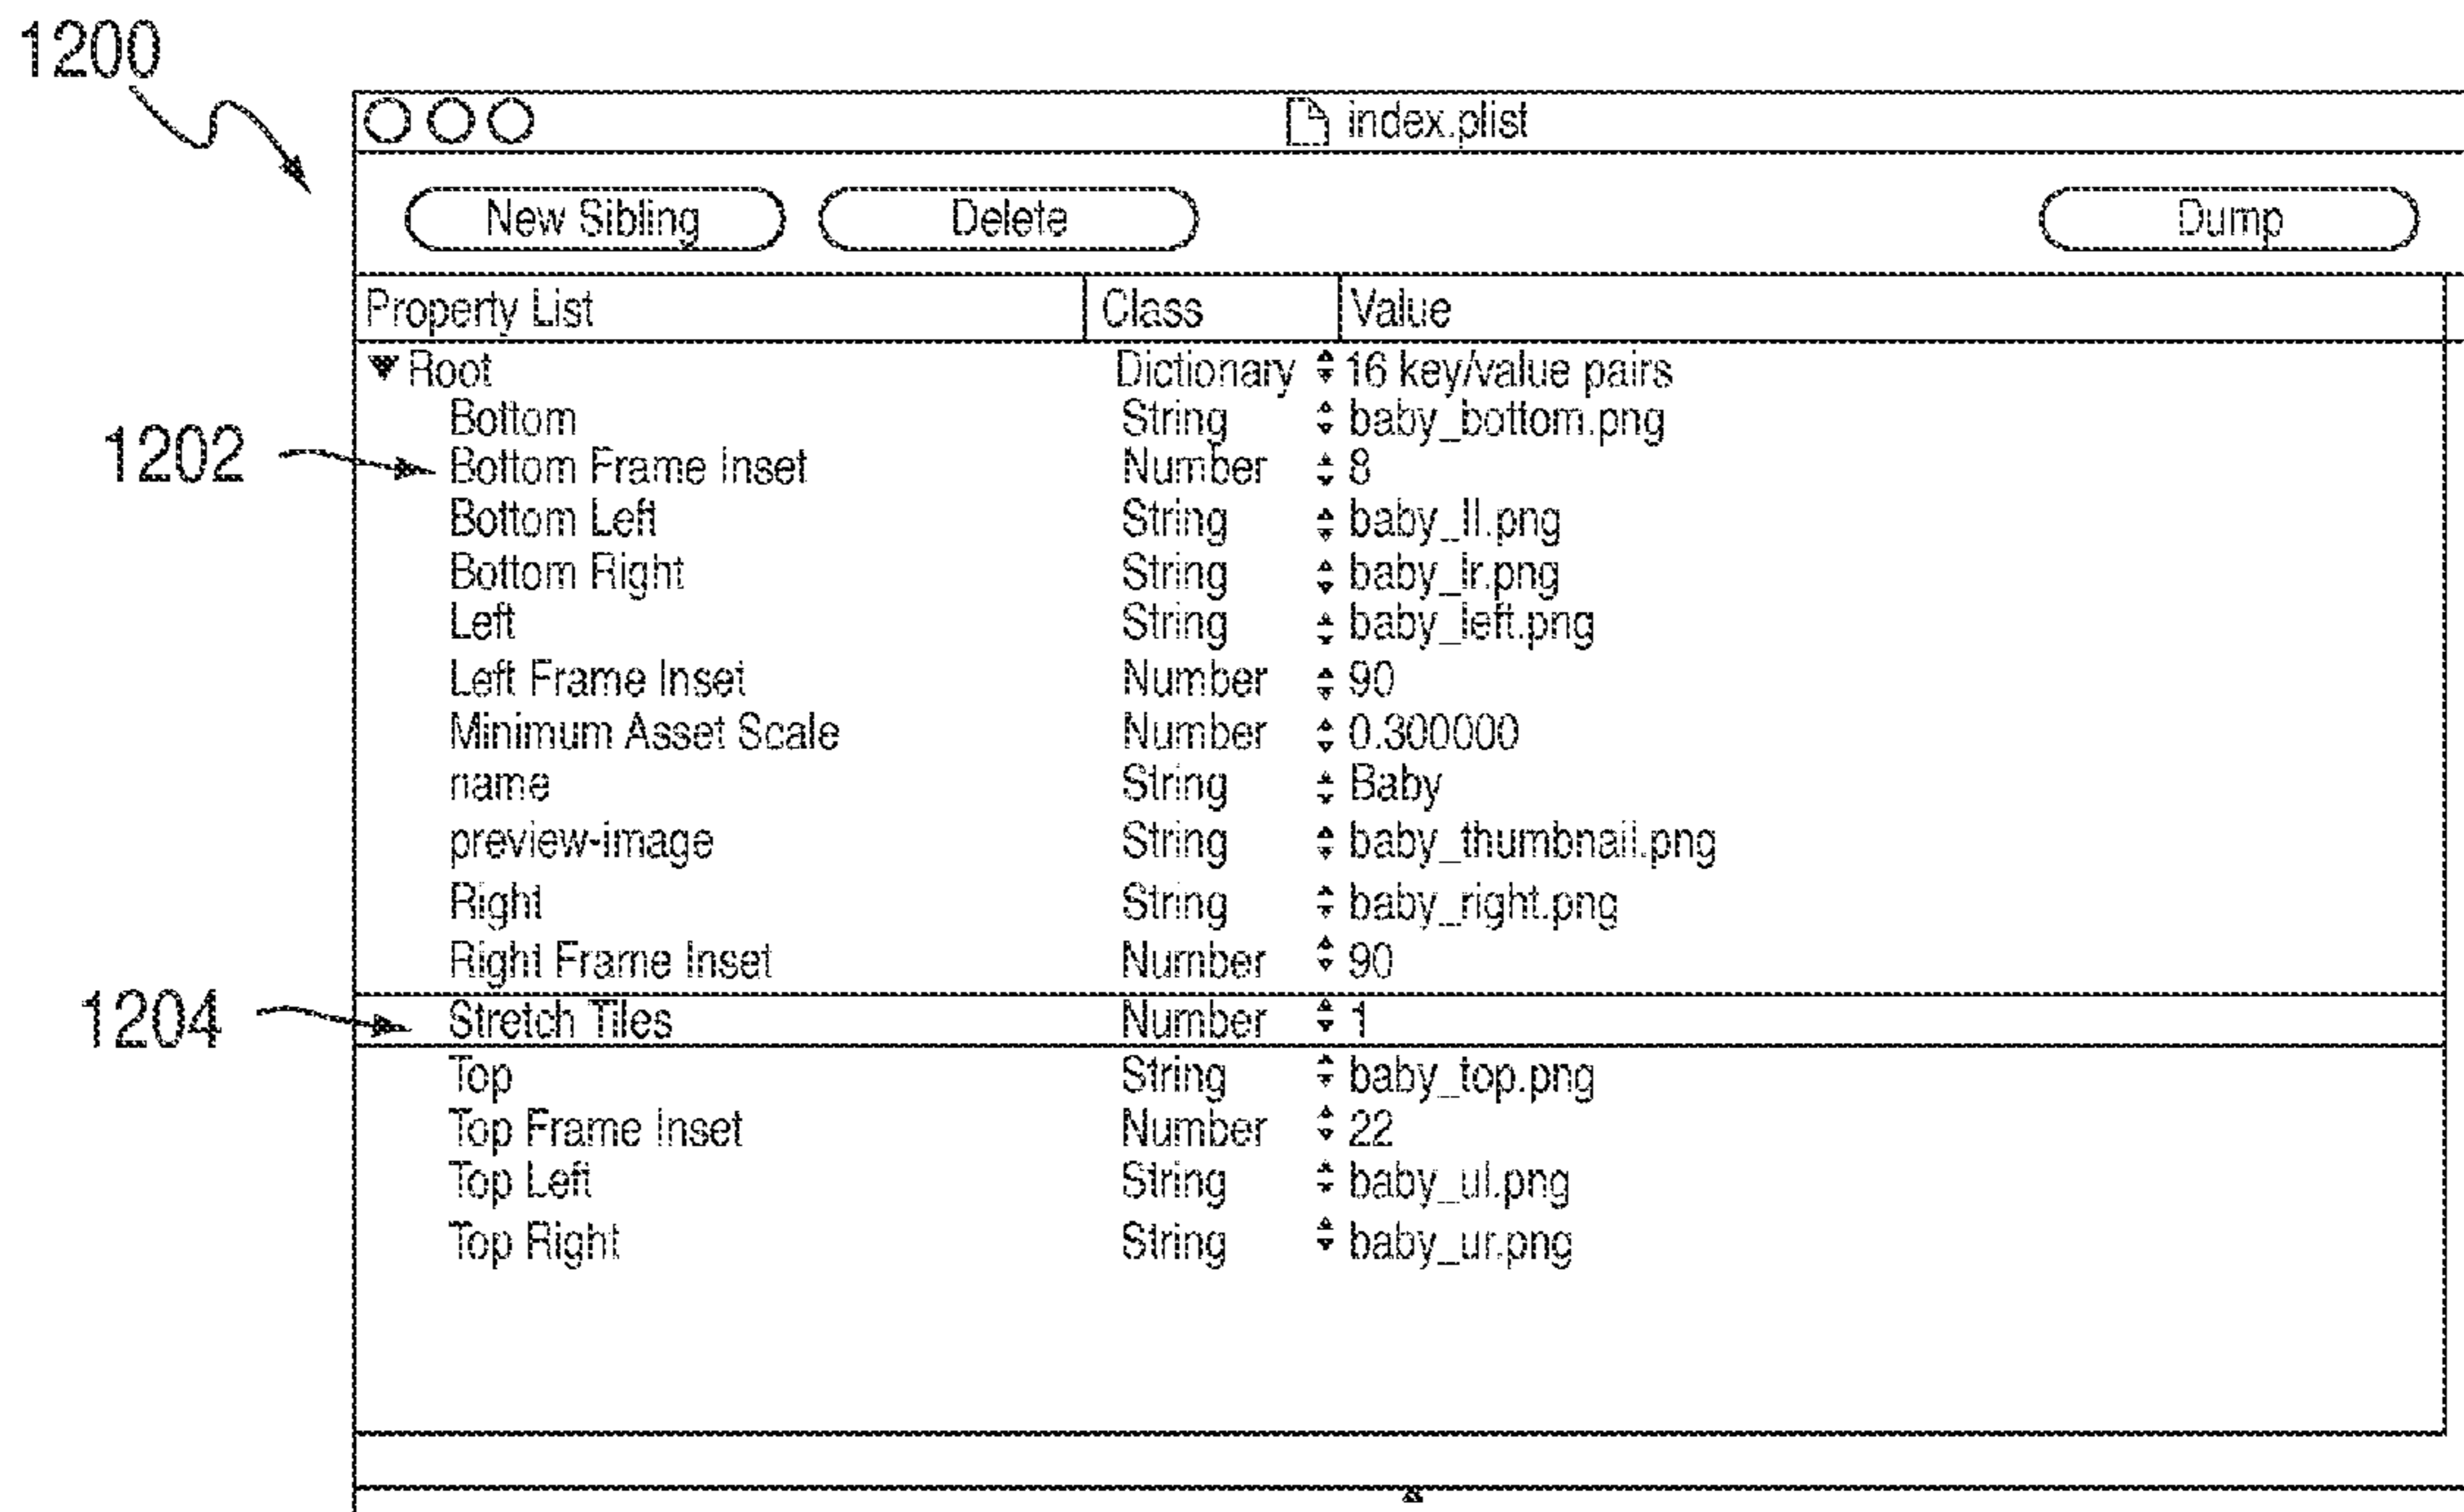 1200
index.plist
New Sibling Delete Dump
Property List Class Value
Root Dictionary 16 key/value pairs
Bottom String baby_bottom.png
1202 Bottom Frame Inset Number 8
Bottom Left String baby_ll.png
Bottom Right String baby_lr.png
Left String baby_left.png
Left Frame Inset Number 90
Minimum Asset Scale Number 0.300000
name String Baby
preview-image String baby_thumbnail.png
Right String baby_right.png
Right Frame Inset Number 90
1204 Stretch Tiles Number 1
Top String baby_top.png
Top Frame Inset Number 22
Top Left String baby_ul.png
Top Right String baby_ur.png